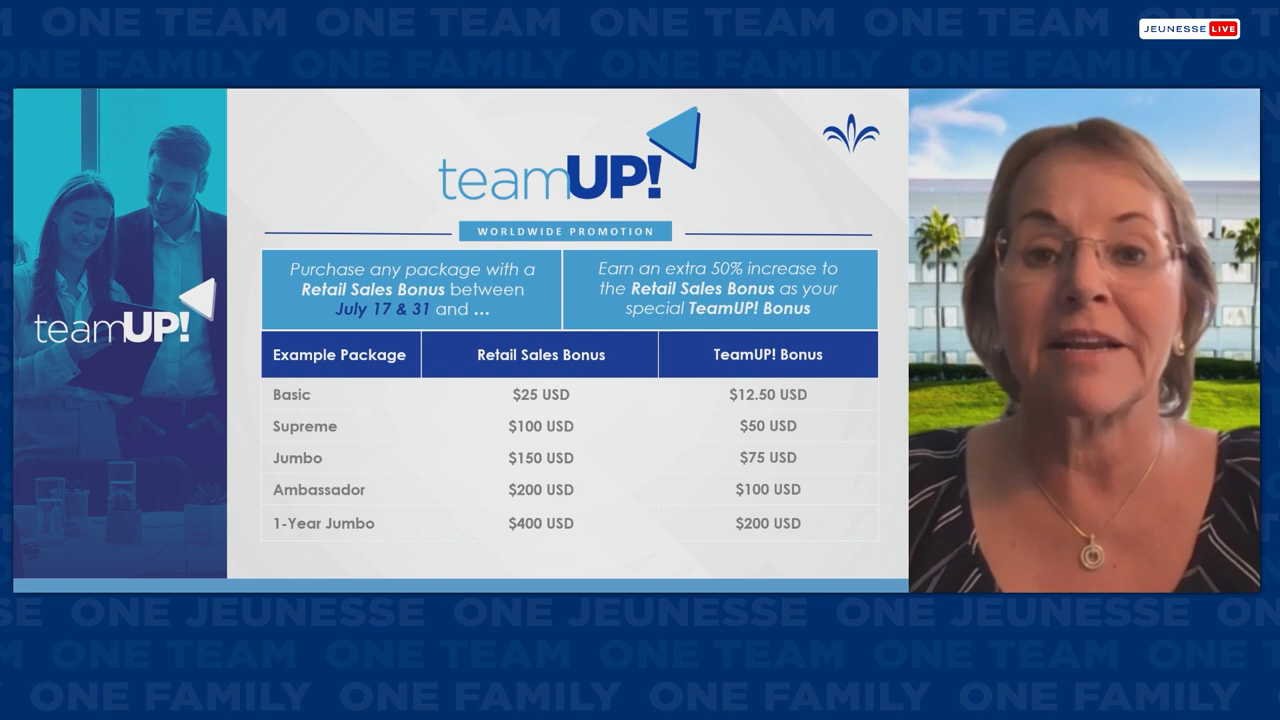 ONE TEAM ONE TEAM ONE TEAM ONE TEAM
ONE FAMILY ONE FAMILY ONE FAMILY ONE FAMILY
JEUNESSE LIVE
teamUP!
teamUP!
WORLDWIDE PROMOTION
Purchase any package with a
Retail Sales Bonus between
July 17 & 31 and ...
Earn an extra 50% increase to
the Retail Sales Bonus as your
special TeamUP! Bonus
Example Package Retail Sales Bonus TeamUP! Bonus
Basic $25 USD $12.50 USD
Supreme $100 USD $50 USD
Jumbo $150 USD $75 USD
Ambassador $200 USD $100 USD
1-Year Jumbo $400 USD $200 USD
ONE JEUNESSE ONE JEUNESSE ONE JEUNESSE
ONE TEAM ONE TEAM ONE TEAM ONE TEAM
ONE FAMILY ONE FAMILY ONE FAMILY ONE FAMILY